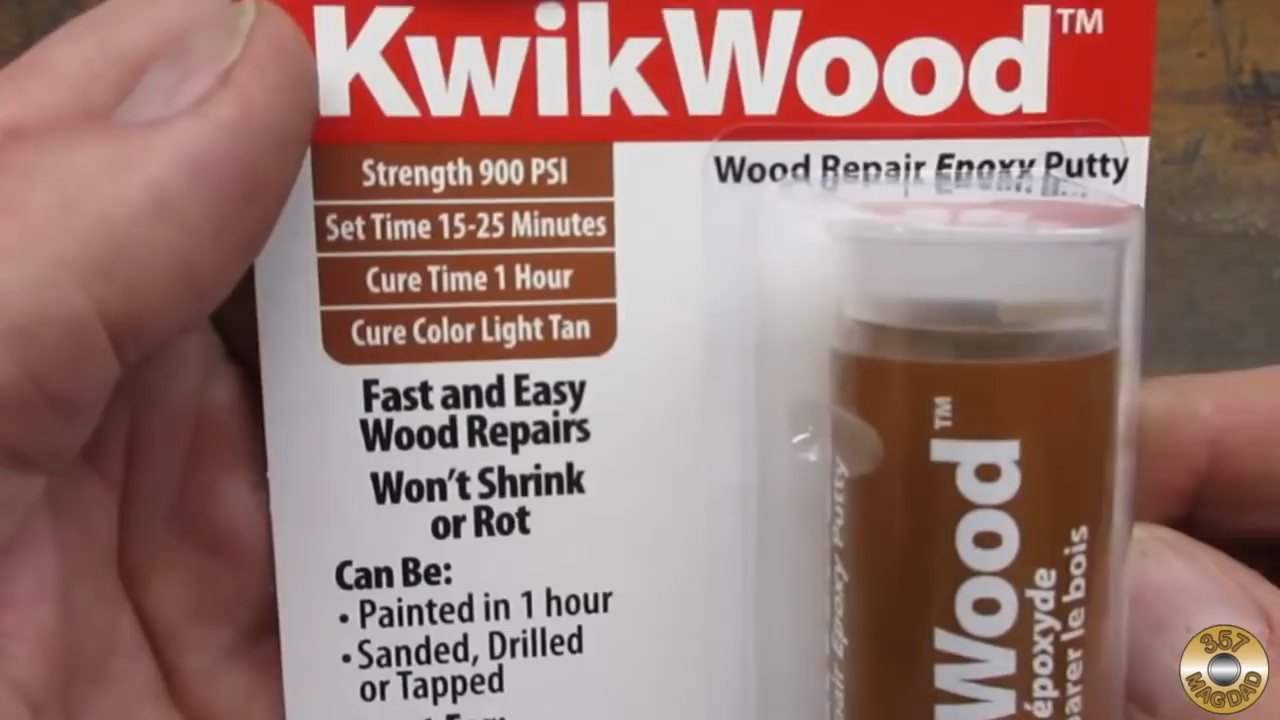 KwikWood™
Strength 900 PSI
Set Time 15-25 Minutes
Cure Time 1 Hour
Cure Color Light Tan
Fast and Easy
Wood Repairs
Won't Shrink
or Rot
Can Be:
• Painted in 1 hour
• Sanded, Drilled
or Tapped
Wood Repair Epoxy Putty
Wood™
époxyde
le bois
Epoxy Putty
357
MAGDAD